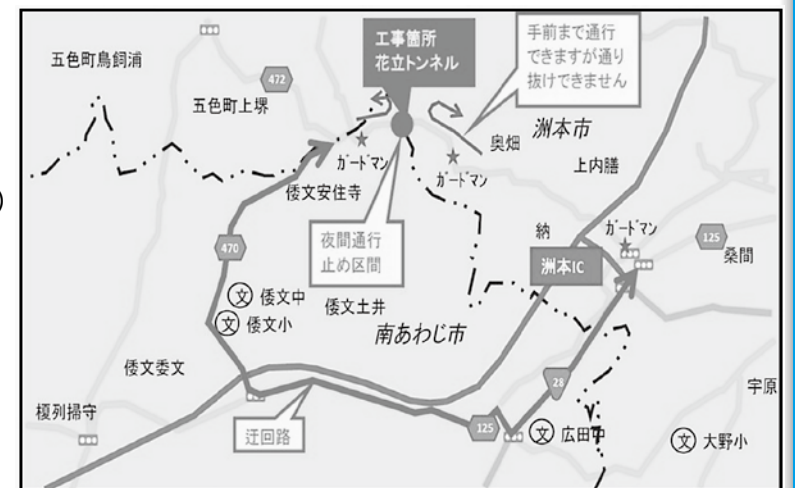 五色町鳥飼浦
工事箇所
花立トンネル
手前まで通行
できますが通り
抜けできません
472
五色町上堺
洲本市
奥畑
ガードマン
ガードマン
上内膳
倭文安住寺
夜間通行
止め区間
納
ガードマン
125
桑間
470
洲本IC
文 倭文中
倭文土井
文 倭文小
南あわじ市
倭文委文
28
宇原
榎列掃守
迂回路
125
文 広田中
文 大野小